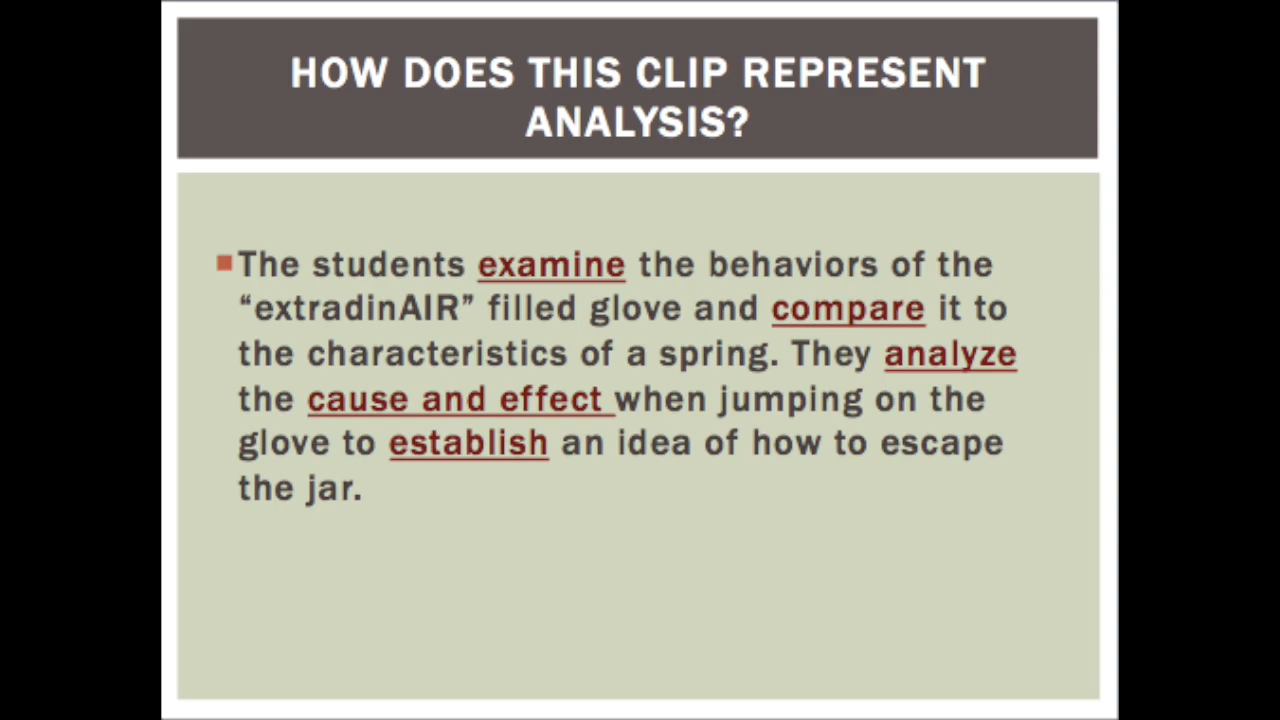 HOW DOES THIS CLIP REPRESENT
ANALYSIS?
The students examine the behaviors of the
“extradinAIR” filled glove and compare it to
the characteristics of a spring. They analyze
the cause and effect when jumping on the
glove to establish an idea of how to escape
the jar.